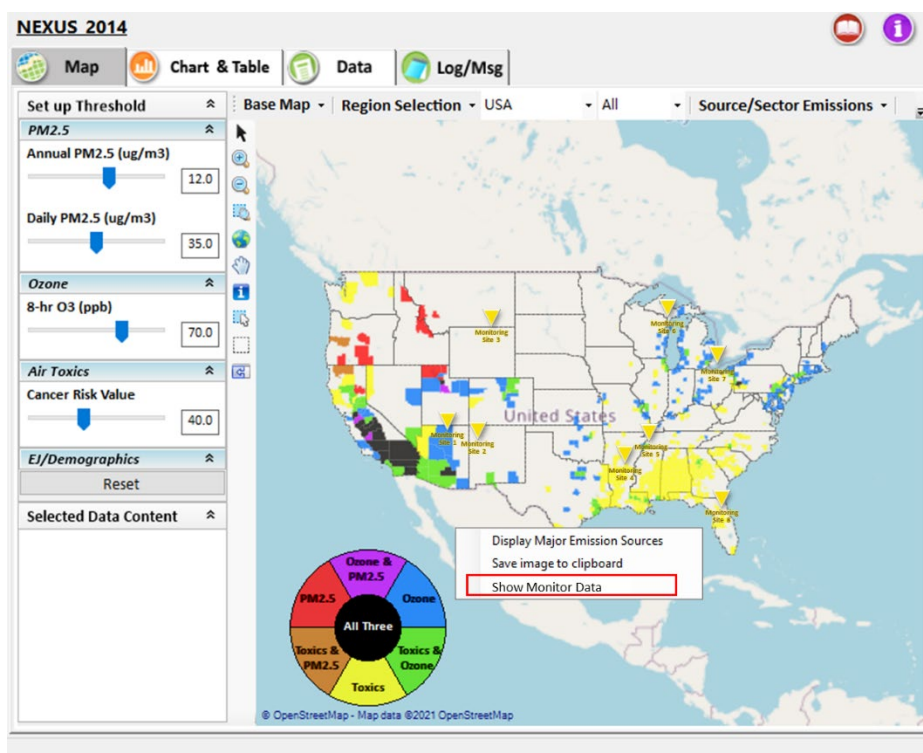 NEXUS 2014
Map
Chart & Table
Data
Log/Msg
Set up Threshold
Base Map
Region Selection
USA
All
Source/Sector Emissions
PM2.5
Annual PM2.5 (ug/m3)
12.0
Daily PM2.5 (ug/m3)
35.0
Ozone
8-hr O3 (ppb)
70.0
Air Toxics
Cancer Risk Value
40.0
EJ/Demographics
Reset
Selected Data Content
Monitoring
Site 3
Monitoring
Site 6
Monitoring
Site 7
United States
Monitoring
Site 1
Monitoring
Site 2
Monitoring
Site 5
Monitoring
Site 4
Monitoring
Site 8
Display Major Emission Sources
Save image to clipboard
Show Monitor Data
Ozone &
PM2.5
PM2.5
Ozone
All Three
Toxics &
PM2.5
Toxics &
Ozone
Toxics
© OpenStreetMap - Map data ©2021 OpenStreetMap